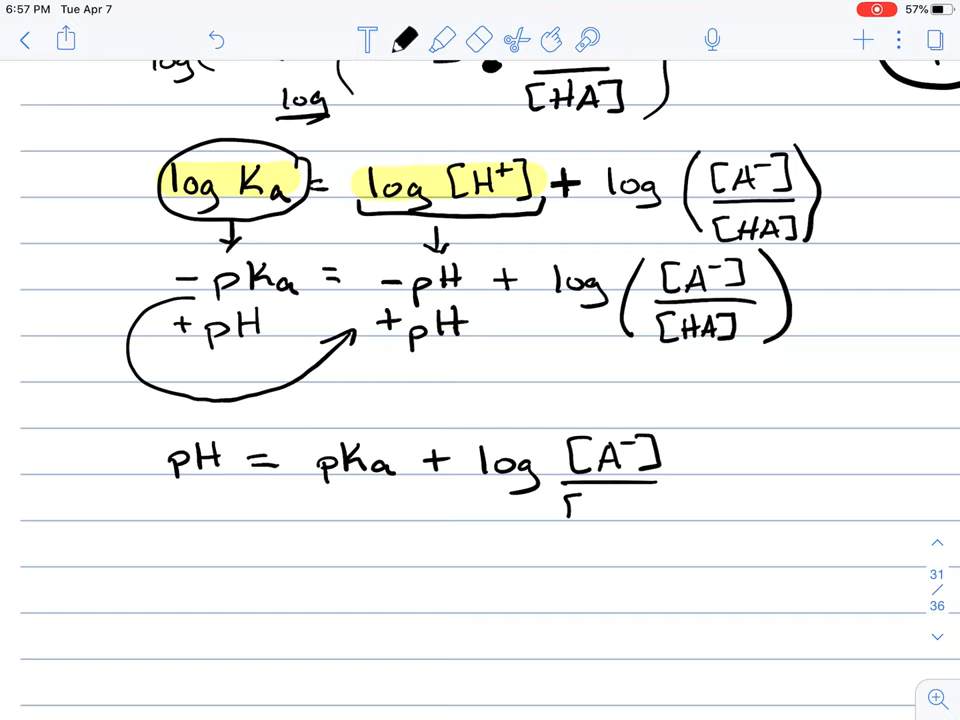 6:57 PM Tue Apr 7 57%
T
log(
log
[HA]
log Ka = log [H+] + log ([A-]/[HA])
-pKa = -pH + log ([A-]/[HA])
+pH +pH
pH = pKa + log [A-]/[
31
/
36